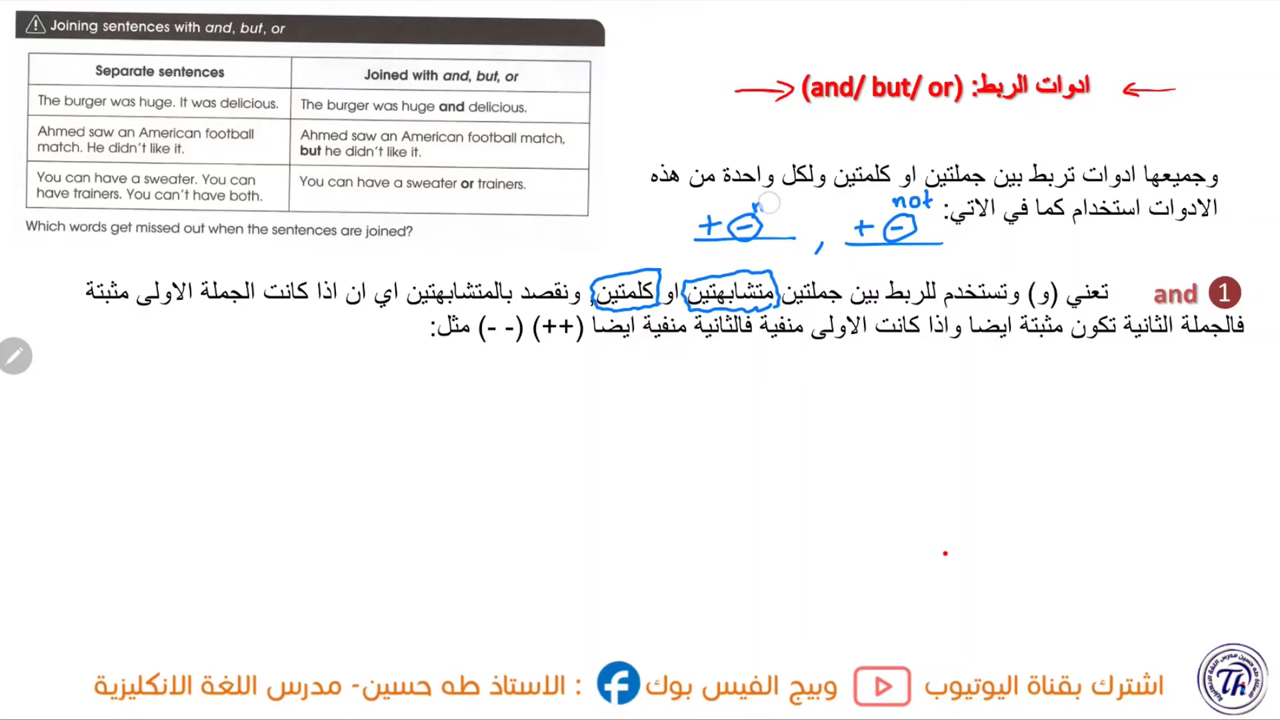 Joining sentences with and, but, or
Separate sentences
Joined with and, but, or
The burger was huge. It was delicious.
The burger was huge and delicious.
Ahmed saw an American football
match. He didn't like it.
Ahmed saw an American football match,
but he didn't like it.
You can have a sweater. You can
have trainers. You can't have both.
You can have a sweater or trainers.
Which words get missed out when the sentences are joined?
ادوات الربط: (and/ but/ or)
وجميعها ادوات تربط بين جملتين او كلمتين ولكل واحدة من هذه
الادوات استخدام كما في الاتي:
not
+ - , + -
1 and تعني (و) وتستخدم للربط بين جملتين متشابهتين او كلمتين, ونقصد بالمتشابهتين اي ان اذا كانت الجملة الاولى مثبتة
فالجملة الثانية تكون مثبتة ايضا واذا كانت الاولى منفية فالثانية منفية ايضا (++) (- -) مثل:
اشترك بقناة اليوتيوب وبيج الفيس بوك : الاستاذ طه حسين- مدرس اللغة الانكليزية
Th